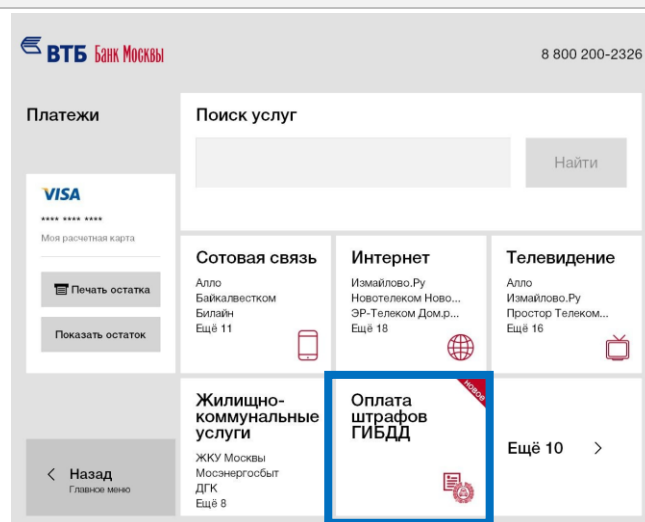 ВТБ Банк Москвы
8 800 200-2326
Платежи
Поиск услуг
Найти
VISA
**** **** ****
Моя расчетная карта
Печать остатка
Показать остаток
Сотовая связь
Алло
Байкалвестком
Билайн
Ещё 11
Интернет
Измайлово.Ру
Новотелеком Ново...
ЭР-Телеком Дом.р...
Ещё 18
Телевидение
Алло
Измайлово.Ру
Простор Телеком...
Ещё 16
Жилищно-
коммунальные
услуги
ЖКУ Москвы
Мосэнергосбыт
ДГК
Ещё 8
Оплата
штрафов
ГИБДД
НОВОЕ
Ещё 10 >
< Назад
Главное меню